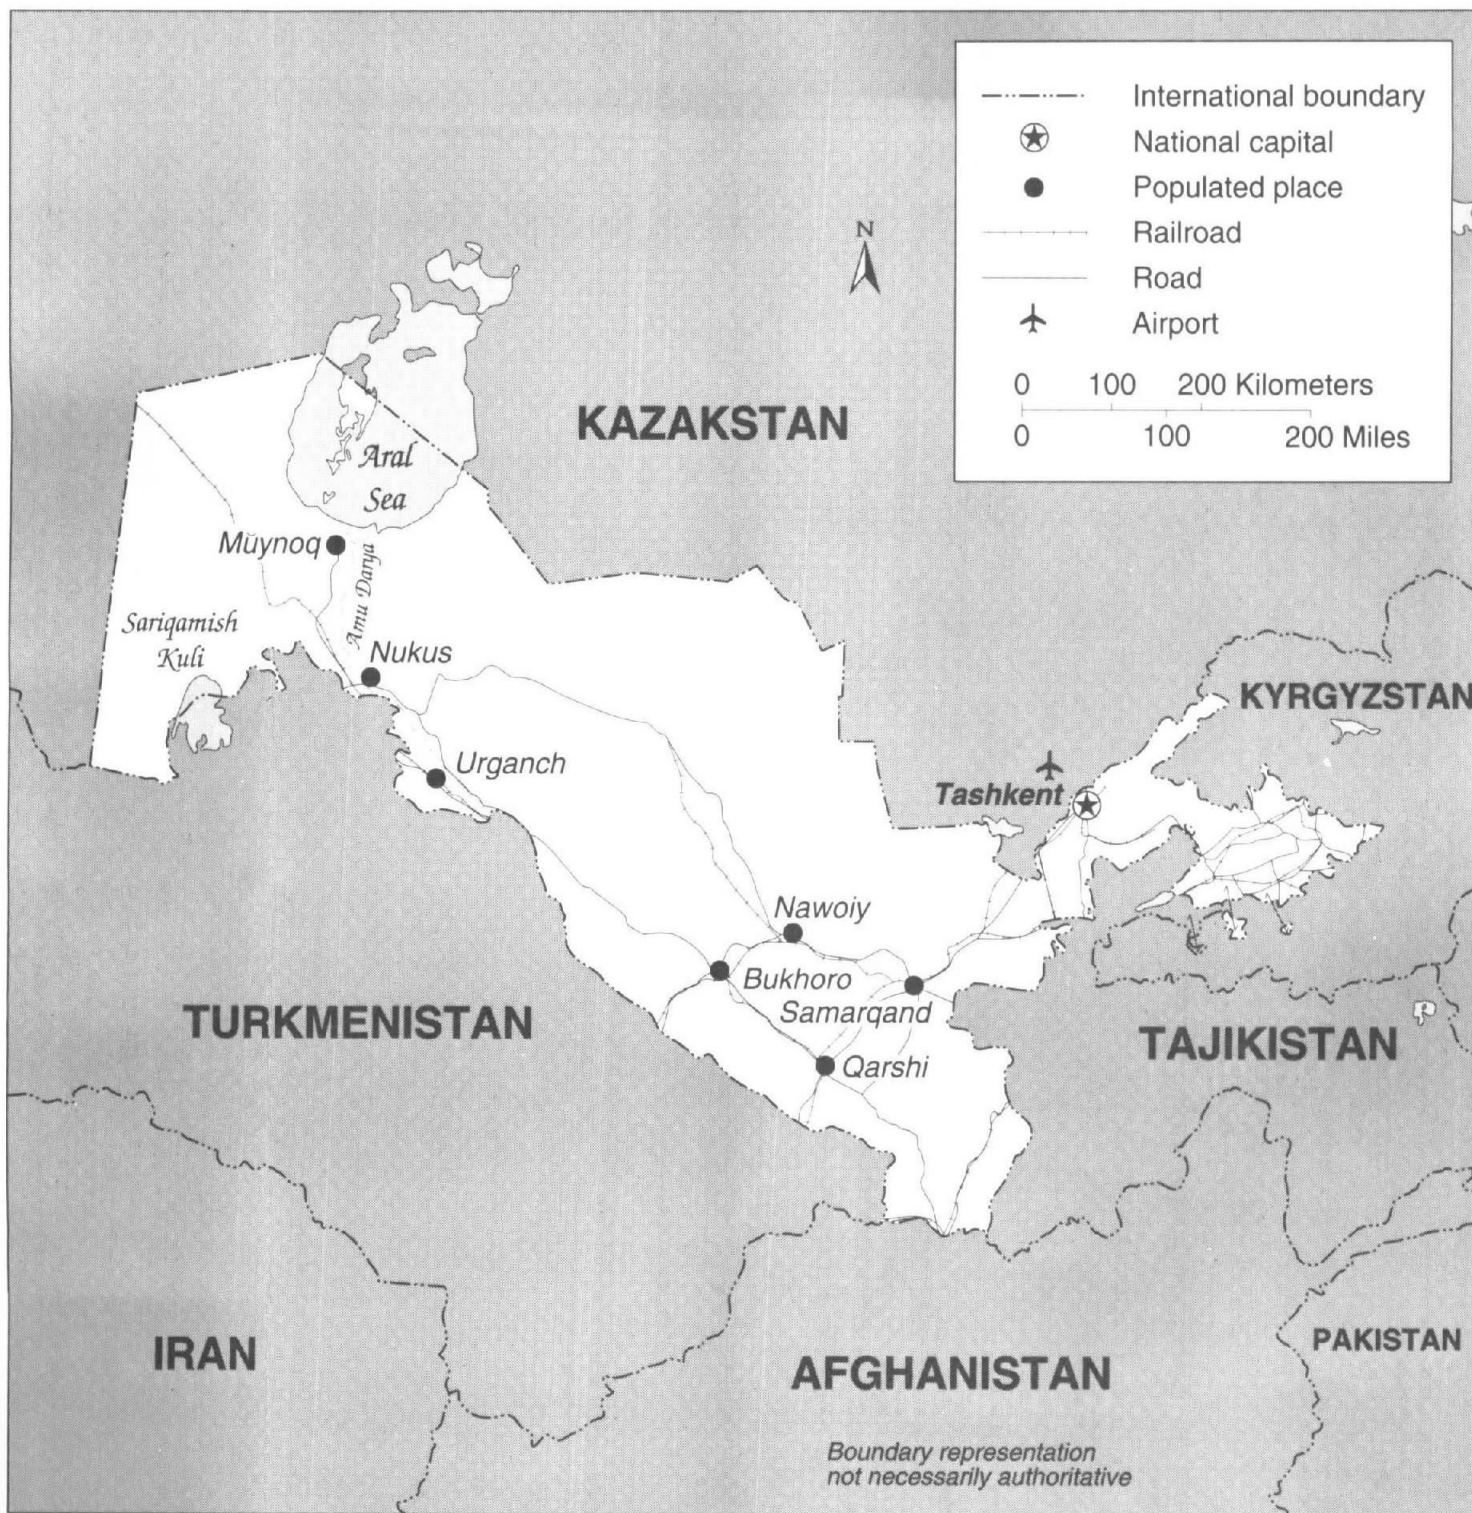 International boundary
National capital
Populated place
Railroad
Road
Airport
0 100 200 Kilometers
0 100 200 Miles
N
KAZAKSTAN
Aral
Sea
Mŭynoq
Amu Darya
Sariqamish
Kuli
Nukus
KYRGYZSTAN
Urganch
Tashkent
Nawoiy
Bukhoro
Samarqand
TURKMENISTAN
TAJIKISTAN
Qarshi
IRAN
PAKISTAN
AFGHANISTAN
Boundary representation
not necessarily authoritative